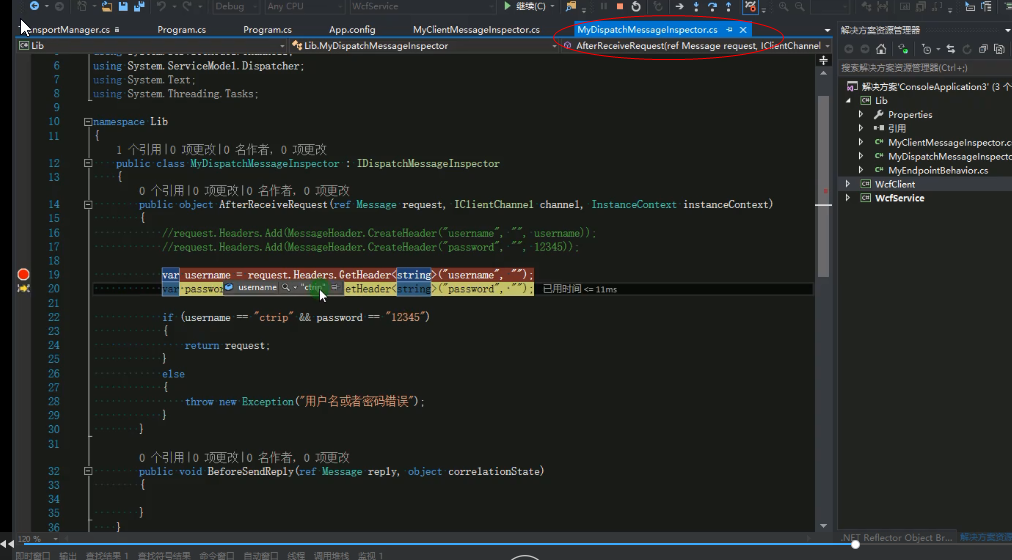 继续(C) Debug Any CPU WcfService
ansportManager.cs Program.cs Program.cs App.config MyClientMessageInspector.cs MyDispatchMessageInspector.cs
Lib Lib.MyDispatchMessageInspector AfterReceiveRequest(ref Message request, IClientChannel
解决方案资源管理器
搜索解决方案资源管理器(Ctrl+;)
解决方案'ConsoleApplication3' (3 个
Lib
Properties
引用
MyClientMessageInspector.c
MyDispatchMessageInspecto
MyEndpointBehavior.cs
WcfClient
WcfService
6 using System.ServiceModel.Dispatcher;
7 using System.Text;
8 using System.Threading.Tasks;
9
10 namespace Lib
11 {
1 个引用|0 项更改|0 名作者，0 项更改
12 public class MyDispatchMessageInspector : IDispatchMessageInspector
13 {
0 个引用|0 项更改|0 名作者，0 项更改
14 public object AfterReceiveRequest(ref Message request, IClientChannel channel, InstanceContext instanceContext)
15 {
16 //request.Headers.Add(MessageHeader.CreateHeader("username", "", username));
17 //request.Headers.Add(MessageHeader.CreateHeader("password", "", 12345));
18
19 var username = request.Headers.GetHeader<string>("username", "");
20 var passwor etHeader<string>("password", ""); 已用时间 <= 11ms
username "ctrip"
21
22 if (username == "ctrip" && password == "12345")
23 {
24 return request;
25 }
26 else
27 {
28 throw new Exception("用户名或者密码错误");
29 }
30 }
31
0 个引用|0 项更改|0 名作者，0 项更改
32 public void BeforeSendReply(ref Message reply, object correlationState)
33 {
34
35 }
36 }
120 %
.NET Reflector Object Br... 解决方案资源
即时窗口 输出 查找结果 1 查找符号结果 命令窗口 自动窗口 线程 调用堆栈 监视 1